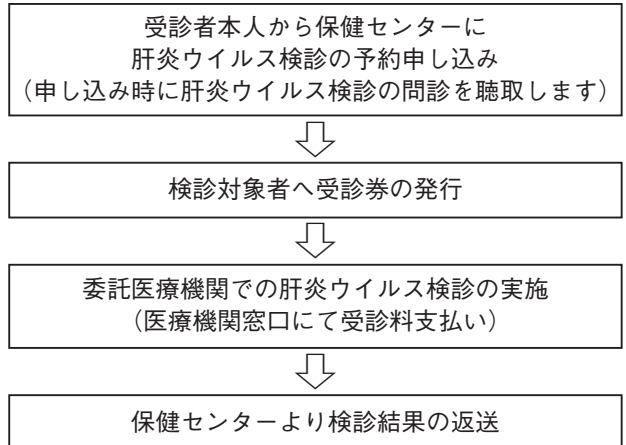 受診者本人から保健センターに
肝炎ウイルス検診の予約申し込み
（申し込み時に肝炎ウイルス検診の問診を聴取します）
検診対象者へ受診券の発行
委託医療機関での肝炎ウイルス検診の実施
（医療機関窓口にて受診料支払い）
保健センターより検診結果の返送